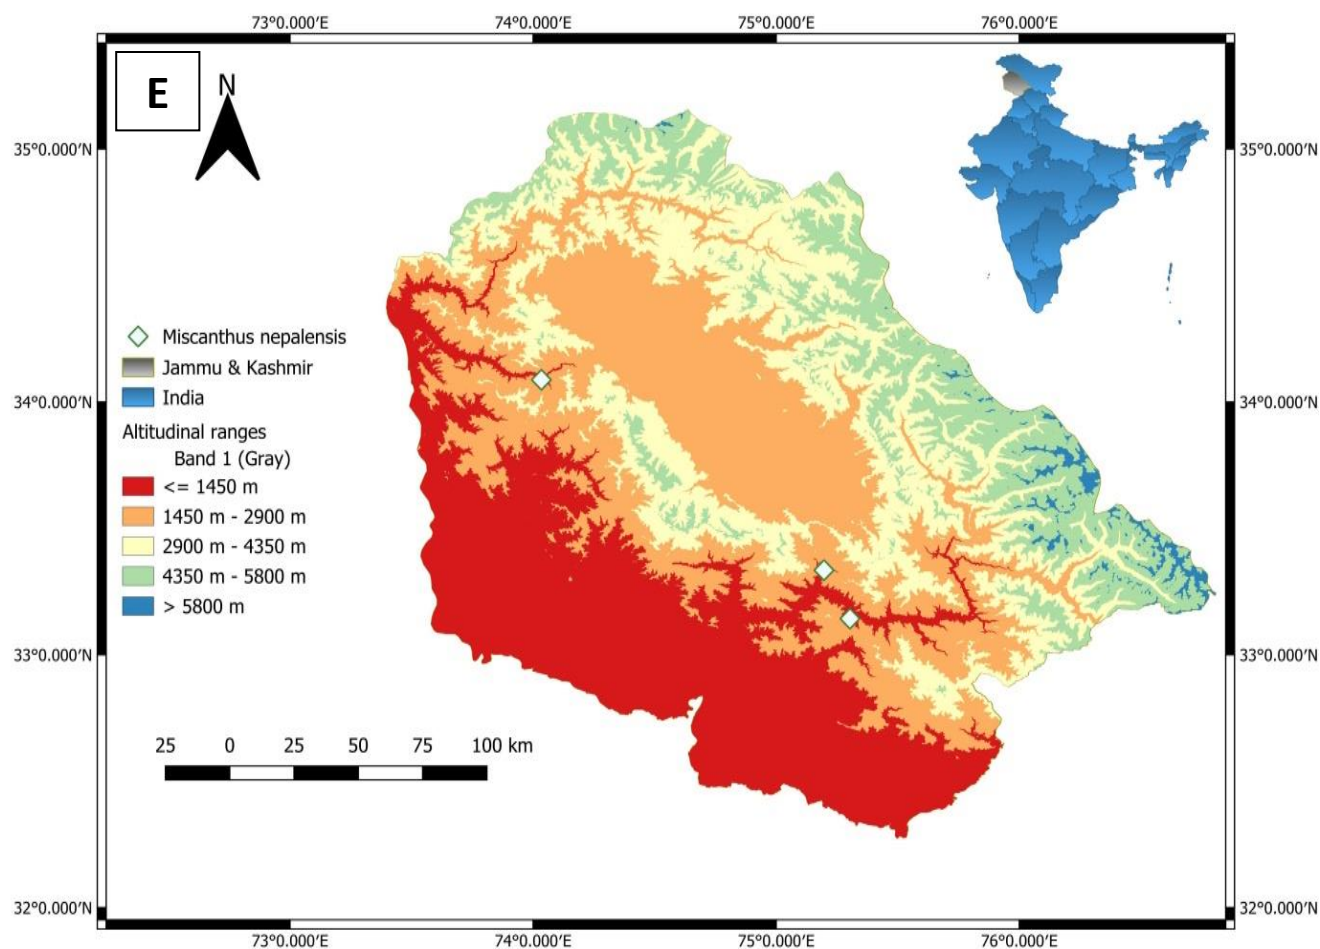 73°0.000′E 74°0.000′E 75°0.000′E 76°0.000′E
E
N
35°0.000′N 35°0.000′N
Miscanthus nepalensis
Jammu & Kashmir
India
34°0.000′N 34°0.000′N
Altitudinal ranges
Band 1 (Gray)
<= 1450 m
1450 m - 2900 m
2900 m - 4350 m
4350 m - 5800 m
> 5800 m
33°0.000′N 33°0.000′N
25 0 25 50 75 100 km
32°0.000′N 32°0.000′N
73°0.000′E 74°0.000′E 75°0.000′E 76°0.000′E